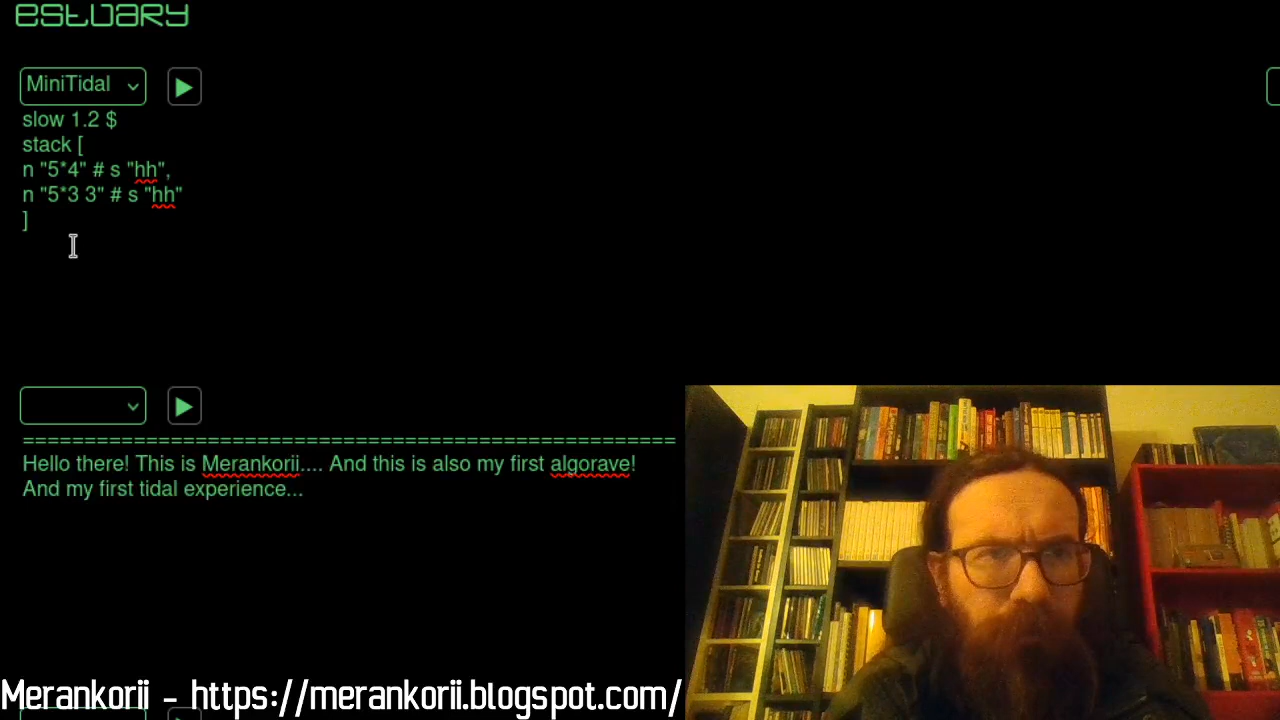 estuary
MiniTidal
slow 1.2 $
stack [
n "5*4" # s "hh",
n "5*3 3" # s "hh"
]
=====================================================
Hello there! This is Merankorii.... And this is also my first algorave!
And my first tidal experience...
Merankorii - https://merankorii.blogspot.com/